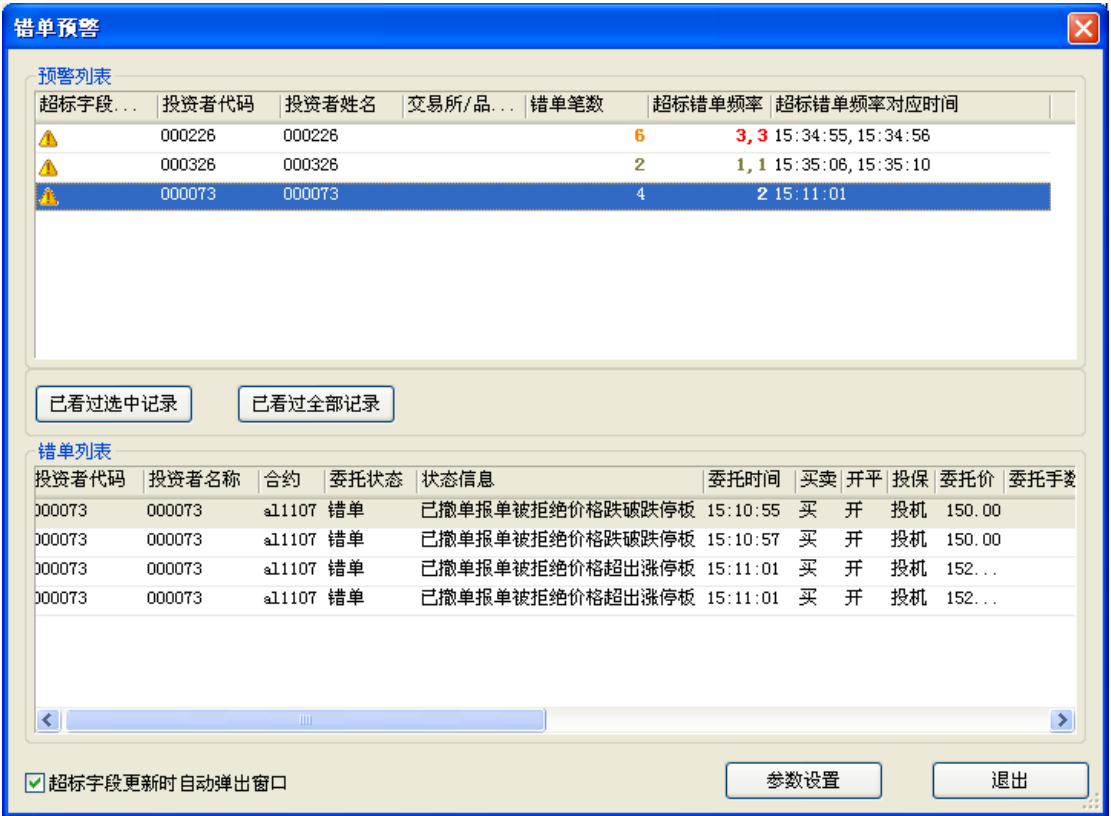 错单预警
预警列表
超标字段... 投资者代码 投资者姓名 交易所/品... 错单笔数 超标错单频率 超标错单频率对应时间
000226 000226 6 3, 3 15:34:55, 15:34:56
000326 000326 2 1, 1 15:35:06, 15:35:10
000073 000073 4 2 15:11:01
已看过选中记录 已看过全部记录
错单列表
投资者代码 投资者名称 合约 委托状态 状态信息 委托时间 买卖 开平 投保 委托价 委托手数
000073 000073 al1107 错单 已撤单报单被拒绝价格跌破跌停板 15:10:55 买 开 投机 150.00
000073 000073 al1107 错单 已撤单报单被拒绝价格跌破跌停板 15:10:57 买 开 投机 150.00
000073 000073 al1107 错单 已撤单报单被拒绝价格超出涨停板 15:11:01 买 开 投机 152...
000073 000073 al1107 错单 已撤单报单被拒绝价格超出涨停板 15:11:01 买 开 投机 152...
超标字段更新时自动弹出窗口 参数设置 退出